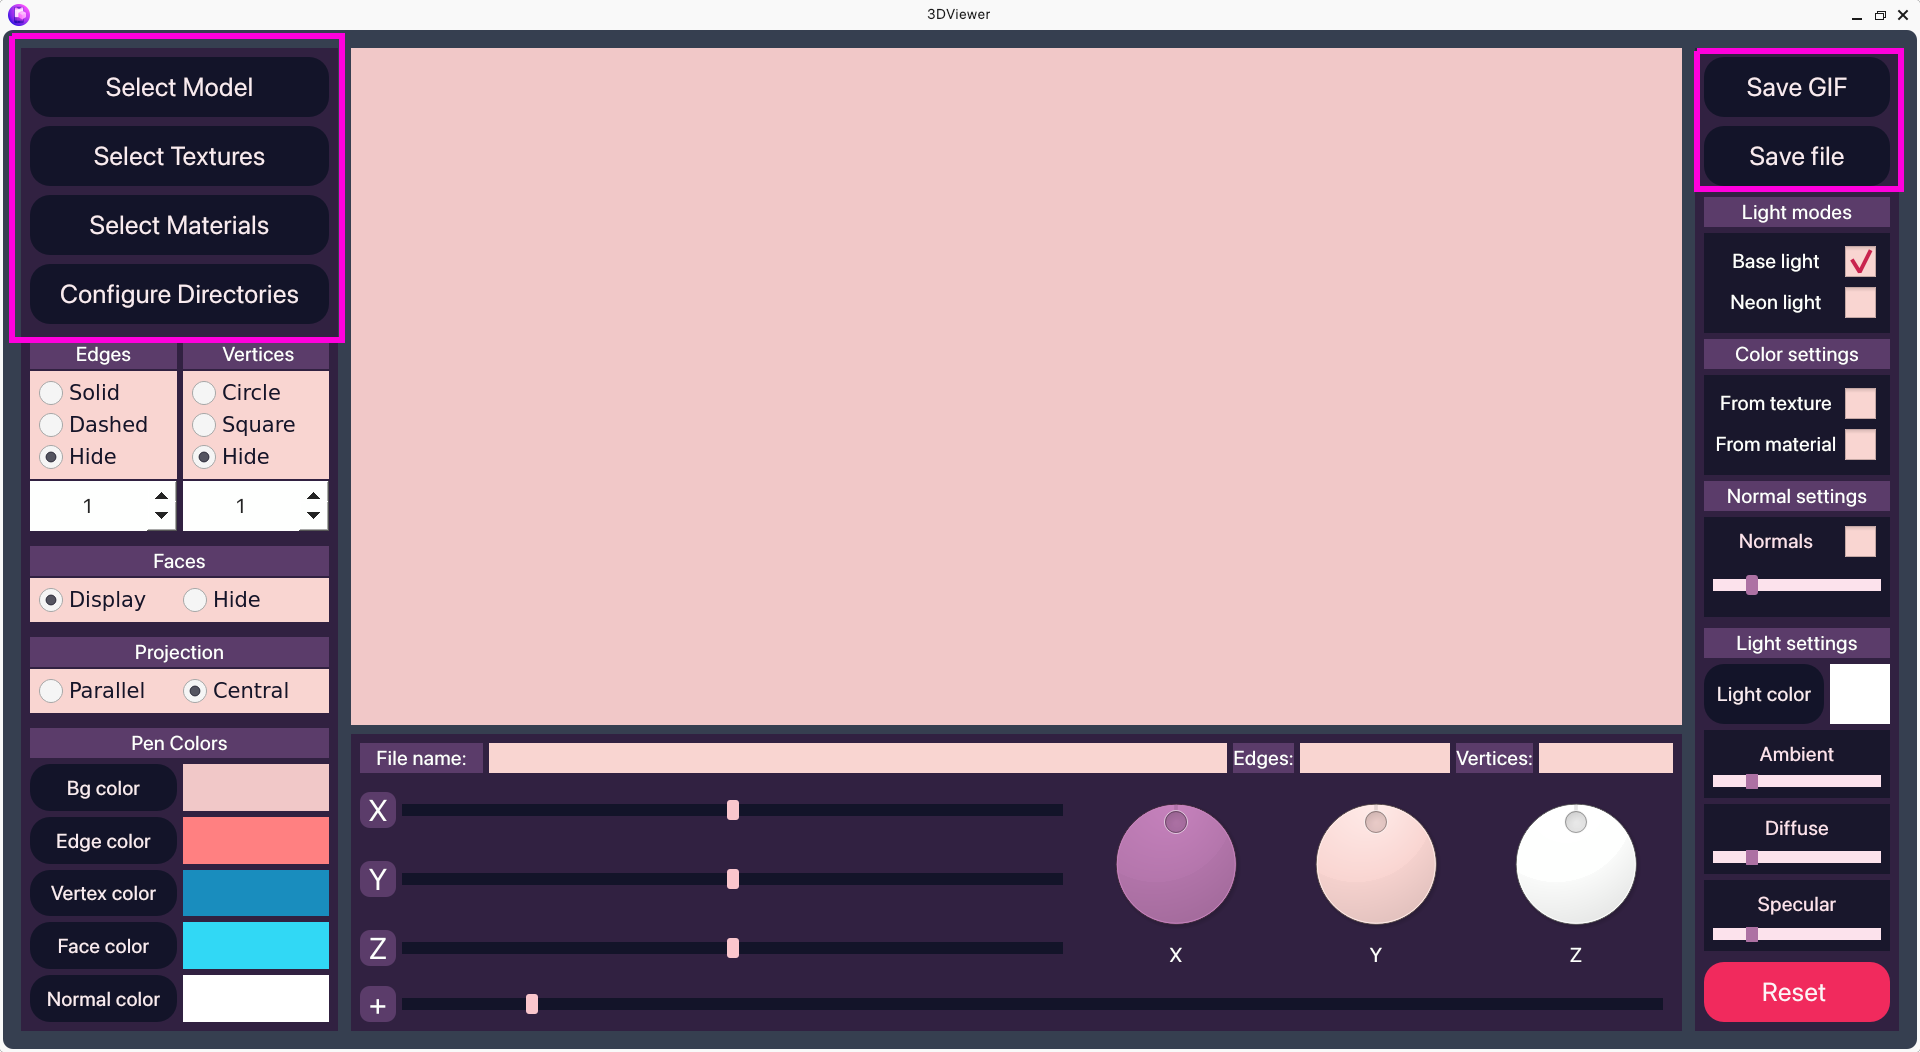 3DViewer
Select Model
Select Textures
Select Materials
Configure Directories
Edges
Vertices
Solid
Dashed
Hide
Circle
Square
Hide
1
1
Faces
Display
Hide
Projection
Parallel
Central
Pen Colors
Bg color
Edge color
Vertex color
Face color
Normal color
File name:
Edges:
Vertices:
X
Y
Z
+
X
Y
Z
Save GIF
Save file
Light modes
Base light
Neon light
Color settings
From texture
From material
Normal settings
Normals
Light settings
Light color
Ambient
Diffuse
Specular
Reset